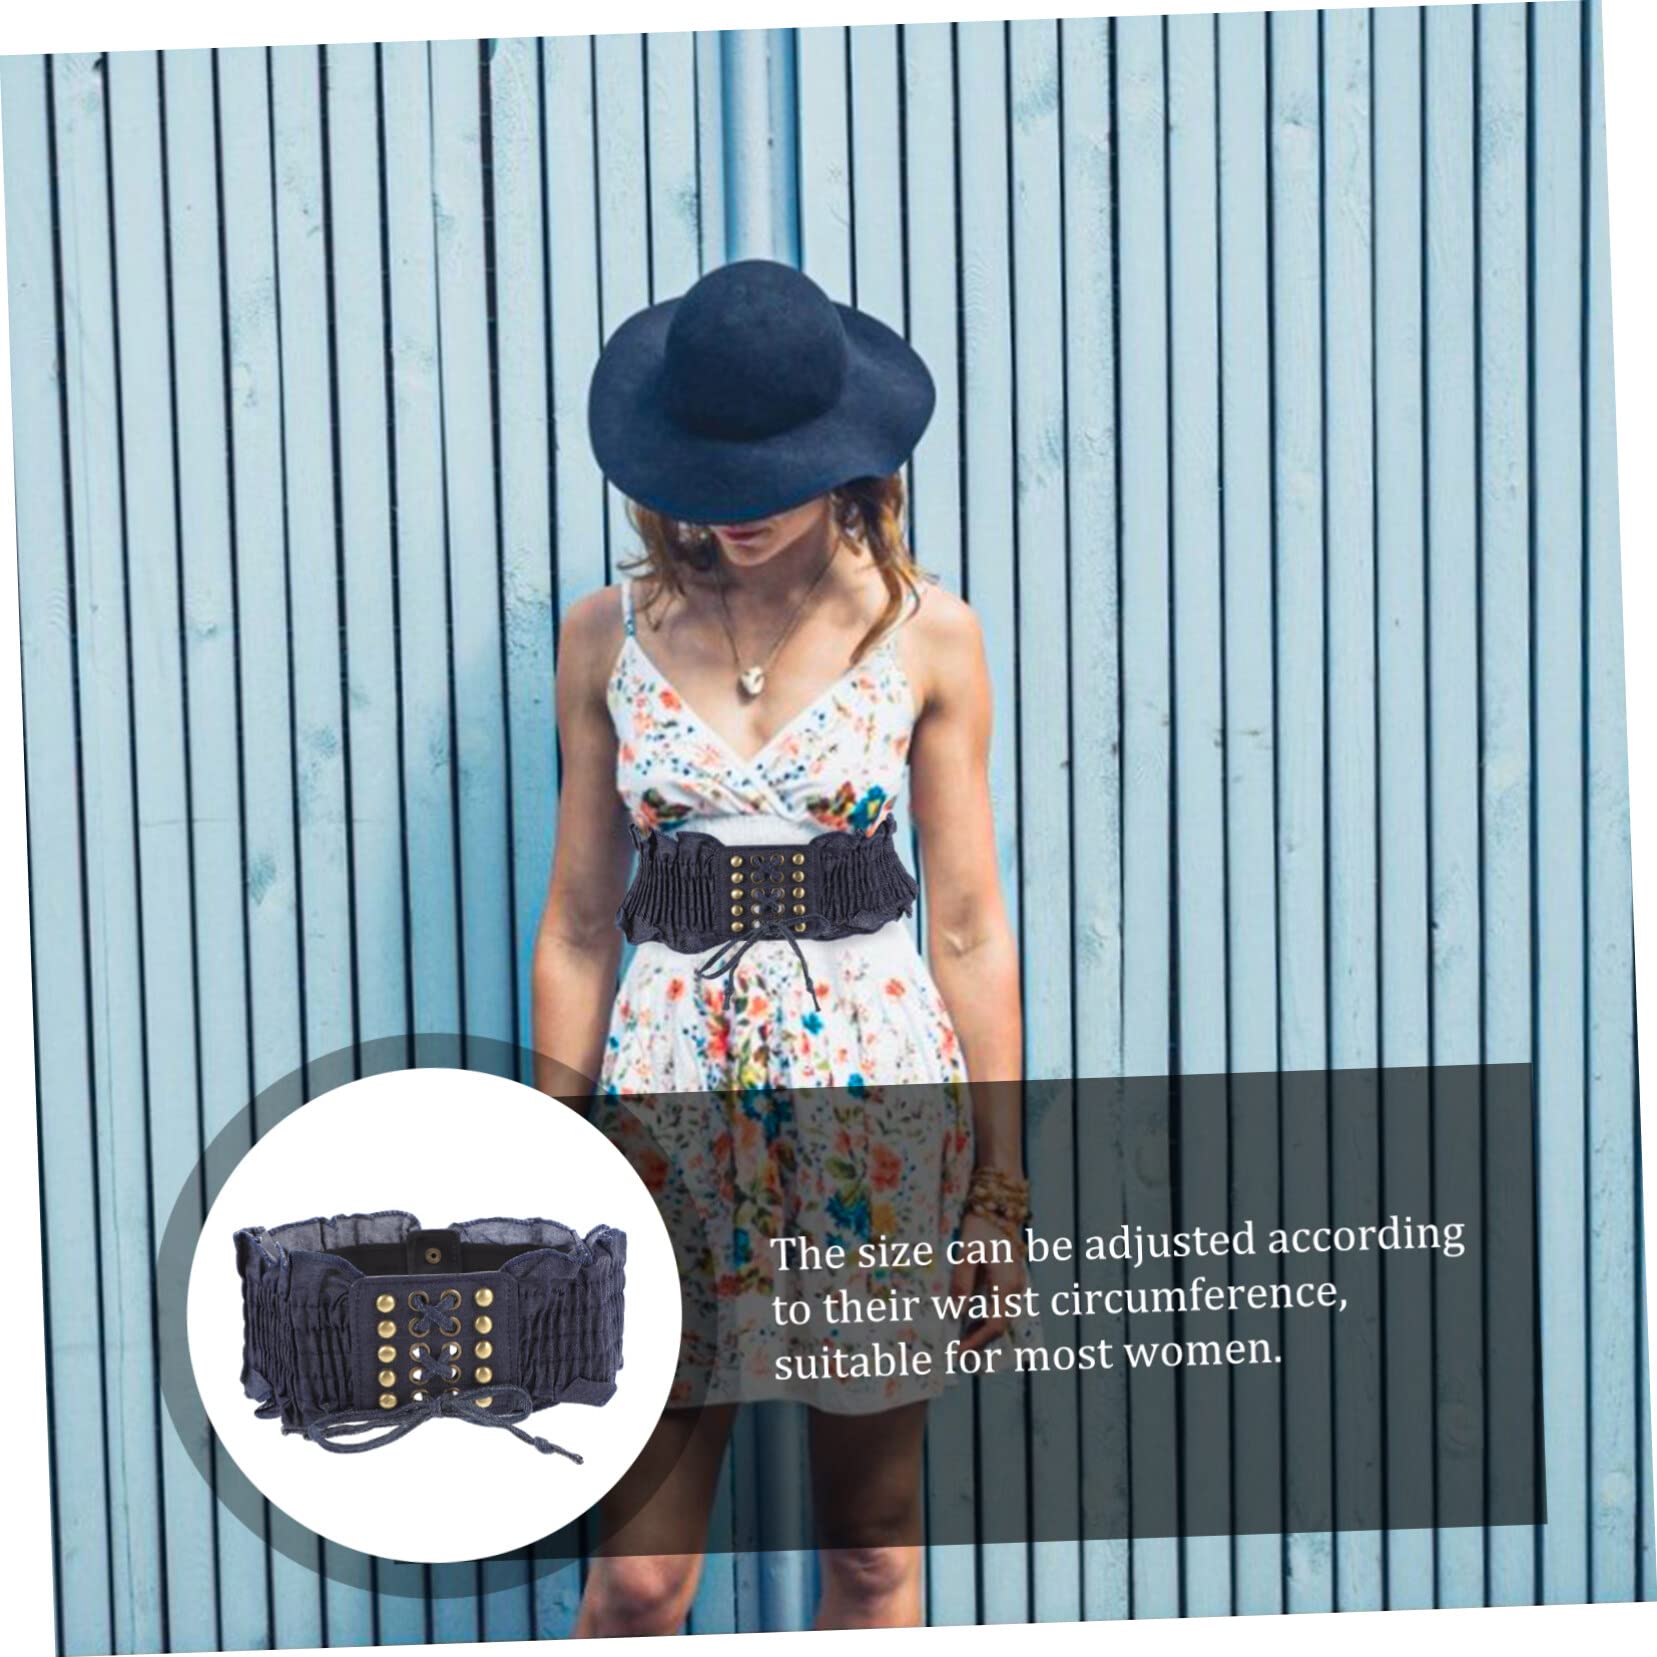 The size can be adjusted according
to their waist circumference,
suitable for most women.